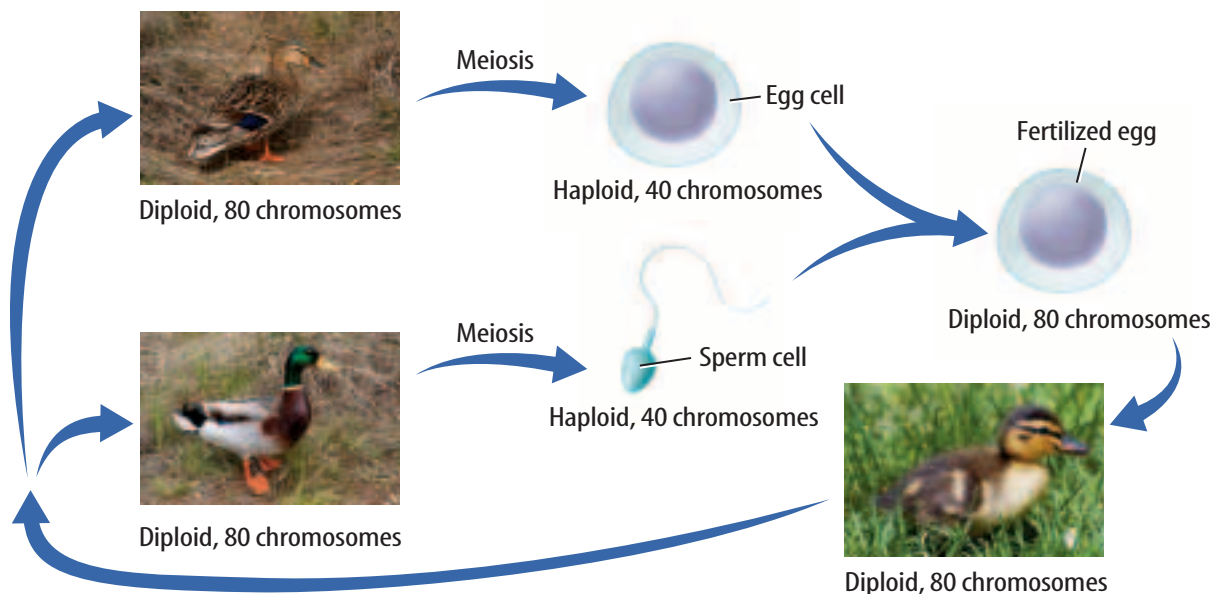 Meiosis
Egg cell
Fertilized egg
Diploid, 80 chromosomes
Haploid, 40 chromosomes
Diploid, 80 chromosomes
Meiosis
Sperm cell
Haploid, 40 chromosomes
Diploid, 80 chromosomes
Diploid, 80 chromosomes